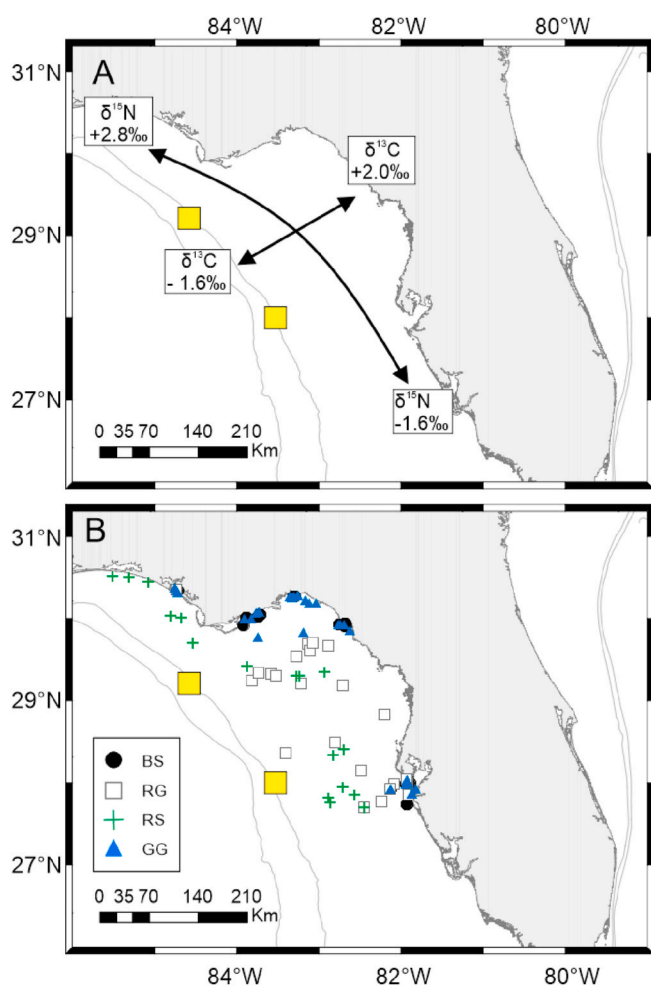 84°W 82°W 80°W
A
31°N
δ¹⁵N
+2.8‰
δ¹³C
+2.0‰
29°N
δ¹³C
- 1.6‰
27°N
δ¹⁵N
-1.6‰
0 35 70 140 210
Km
B
31°N
29°N
BS
RG
RS
GG
27°N
0 35 70 140 210
Km
84°W 82°W 80°W